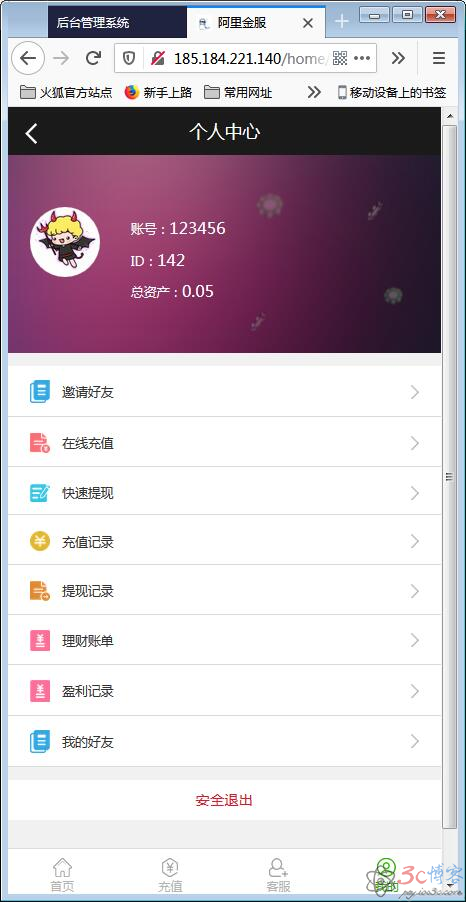 后台管理系统
阿里金服
185.184.221.140/home/
火狐官方站点
新手上路
常用网址
移动设备上的书签
个人中心
账号：123456
ID：142
总资产：0.05
邀请好友
在线充值
快速提现
充值记录
提现记录
理财账单
盈利记录
我的好友
安全退出
首页
充值
客服
我的
3c博客